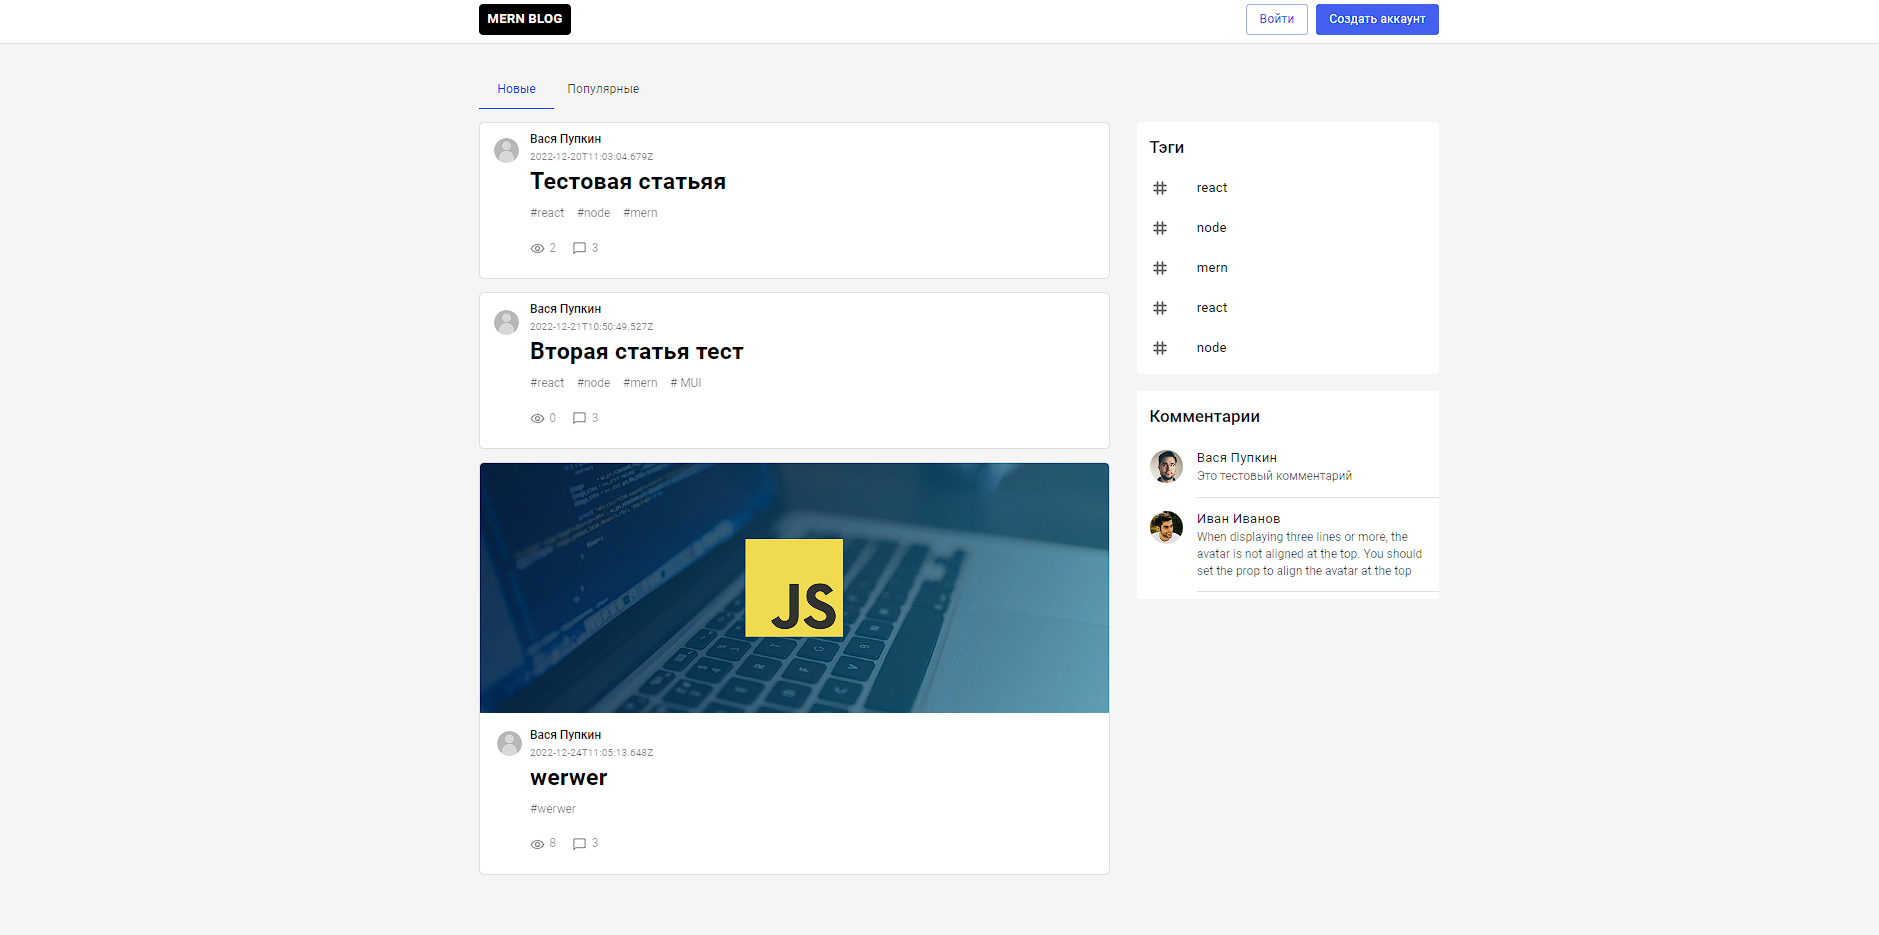 MERN BLOG
Войти
Создать аккаунт
Новые
Популярные
Вася Пупкин
2022-12-20T11:03:04.679Z
Тестовая статьяя
#react #node #mern
2 3
Вася Пупкин
2022-12-21T10:50:49.527Z
Вторая статья тест
#react #node #mern # MUI
0 3
JS
Вася Пупкин
2022-12-24T11:05:13.648Z
werwer
#werwer
8 3
Тэги
# react
# node
# mern
# react
# node
Комментарии
Вася Пупкин
Это тестовый комментарий
Иван Иванов
When displaying three lines or more, the
avatar is not aligned at the top. You should
set the prop to align the avatar at the top